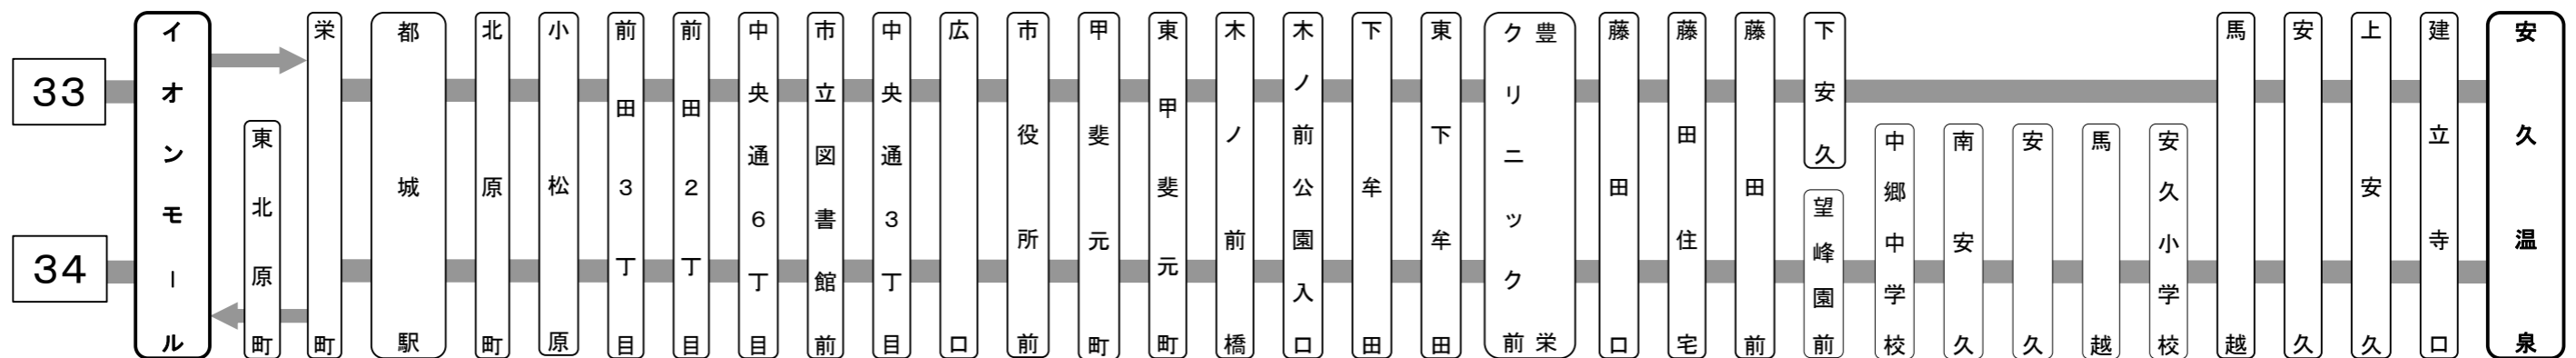 33
34
イオンモール
東北原町
栄町
都城駅
北原町
小松原
前田3丁目
前田2丁目
中央通6丁目
市立図書館前
中央通3丁目
広口
市役所前
甲斐元町
東甲斐元町
木ノ前橋
木ノ前公園入口
下牟田
東下牟田
豊栄
クリニック前
藤田口
藤田住宅
藤田前
下安久
望峰園前
中郷中学校
南安久
安久
馬越
安久小学校
馬越
安久
上安久
建立寺口
安久温泉